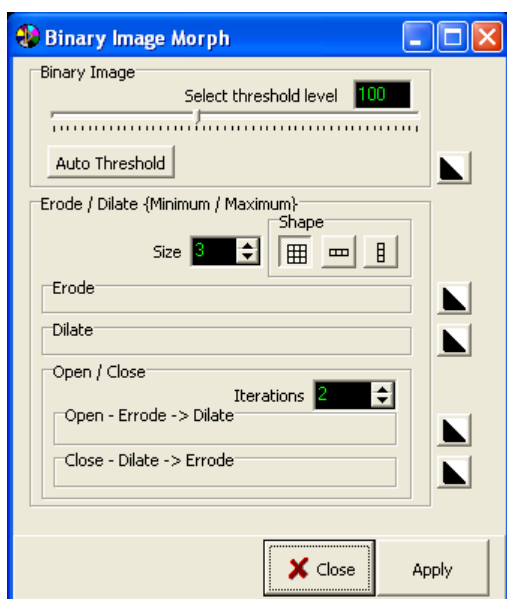 Binary Image Morph
Binary Image
Select threshold level 100
Auto Threshold
Erode / Dilate -{Minimum / Maximum}-
Shape
Size 3
Erode
Dilate
Open / Close
Iterations 2
Open - Errode -> Dilate
Close - Dilate -> Errode
Close Apply